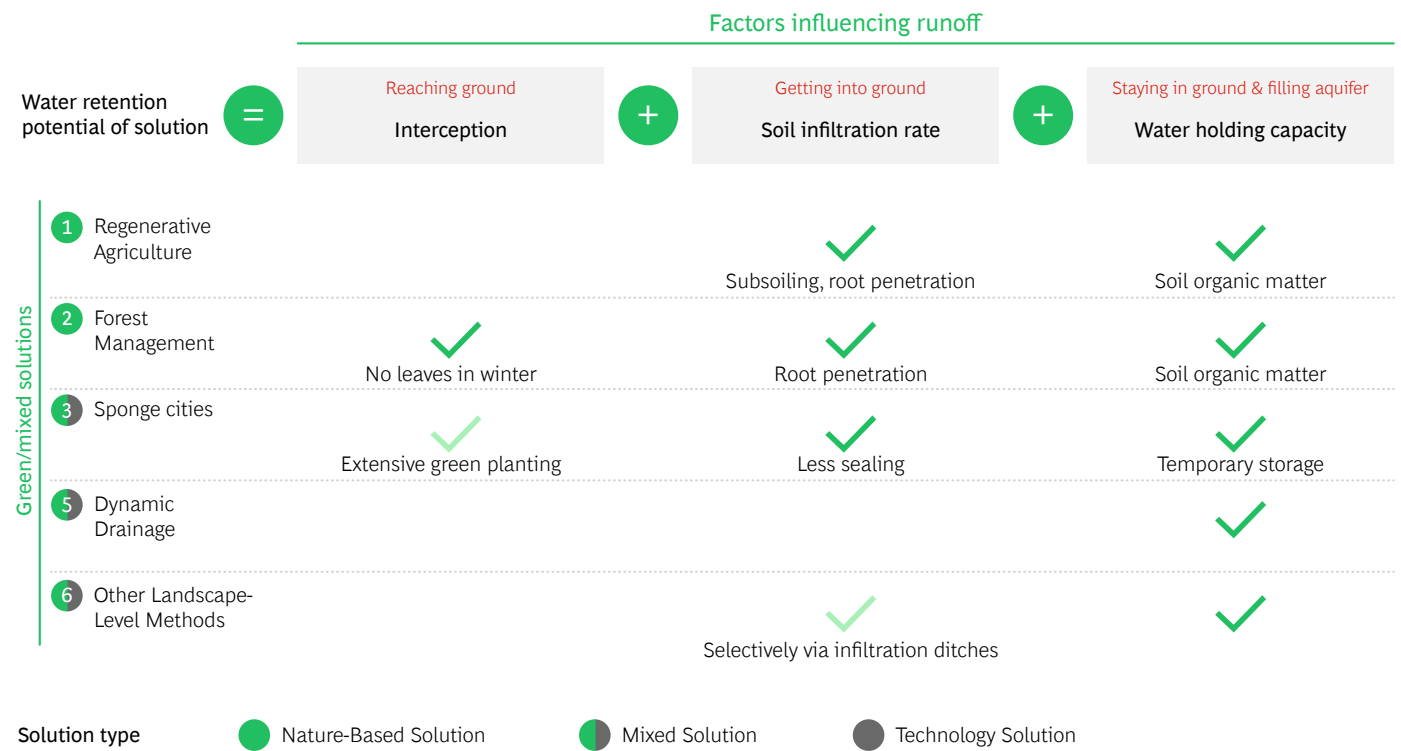 Factors influencing runoff
Water retention
potential of solution
=
Reaching ground
Interception
+
Getting into ground
Soil infiltration rate
+
Staying in ground & filling aquifer
Water holding capacity
Green/mixed solutions
1 Regenerative
Agriculture
Subsoiling, root penetration
Soil organic matter
2 Forest
Management
No leaves in winter
Root penetration
Soil organic matter
3 Sponge cities
Extensive green planting
Less sealing
Temporary storage
5 Dynamic
Drainage
6 Other Landscape-
Level Methods
Selectively via infiltration ditches
Solution type
Nature-Based Solution
Mixed Solution
Technology Solution